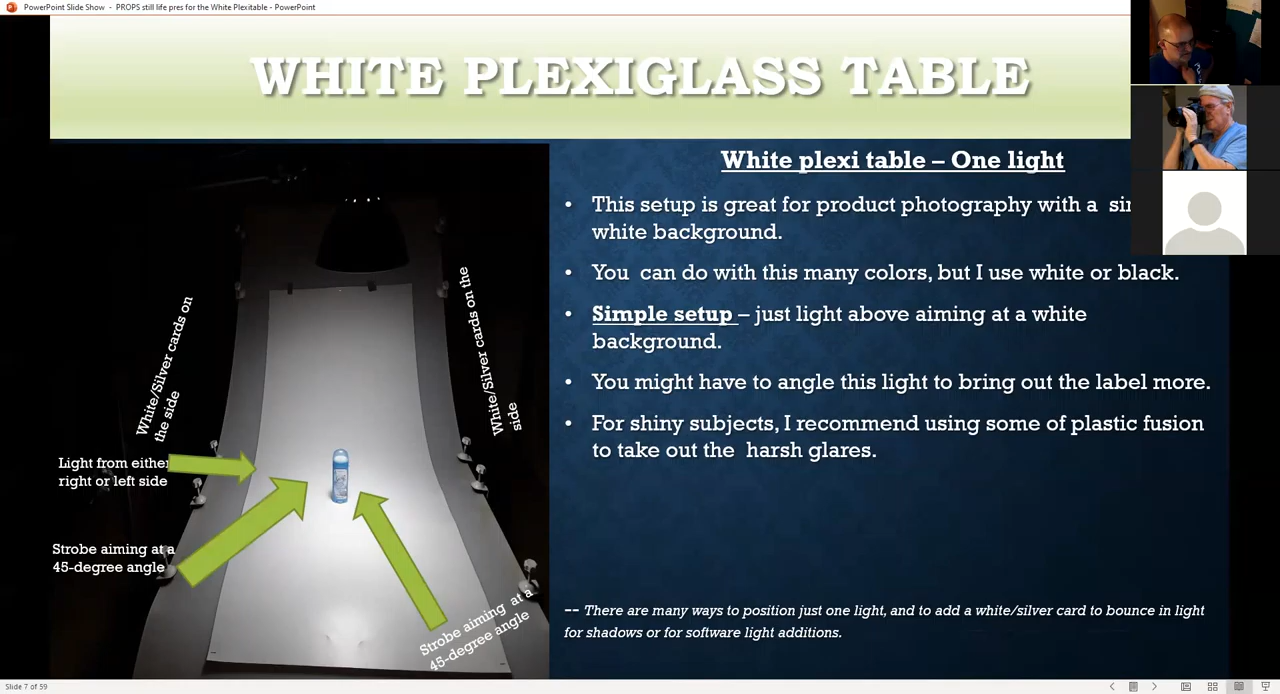 PowerPoint Slide Show - PROPS still life pres for the White Plexitable - PowerPoint
WHITE PLEXIGLASS TABLE
White/Silver cards on
the side
White/Silver cards on the
side
Light from either
right or left side
Strobe aiming at a
45-degree angle
Strobe aiming at a
45-degree angle
White plexi table – One light
• This setup is great for product photography with a
white background.
• You can do with this many colors, but I use white or black.
• Simple setup – just light above aiming at a white
background.
• You might have to angle this light to bring out the label more.
• For shiny subjects, I recommend using some of plastic fusion
to take out the harsh glares.
-- There are many ways to position just one light, and to add a white/silver card to bounce in light
for shadows or for software light additions.
Slide 7 of 59